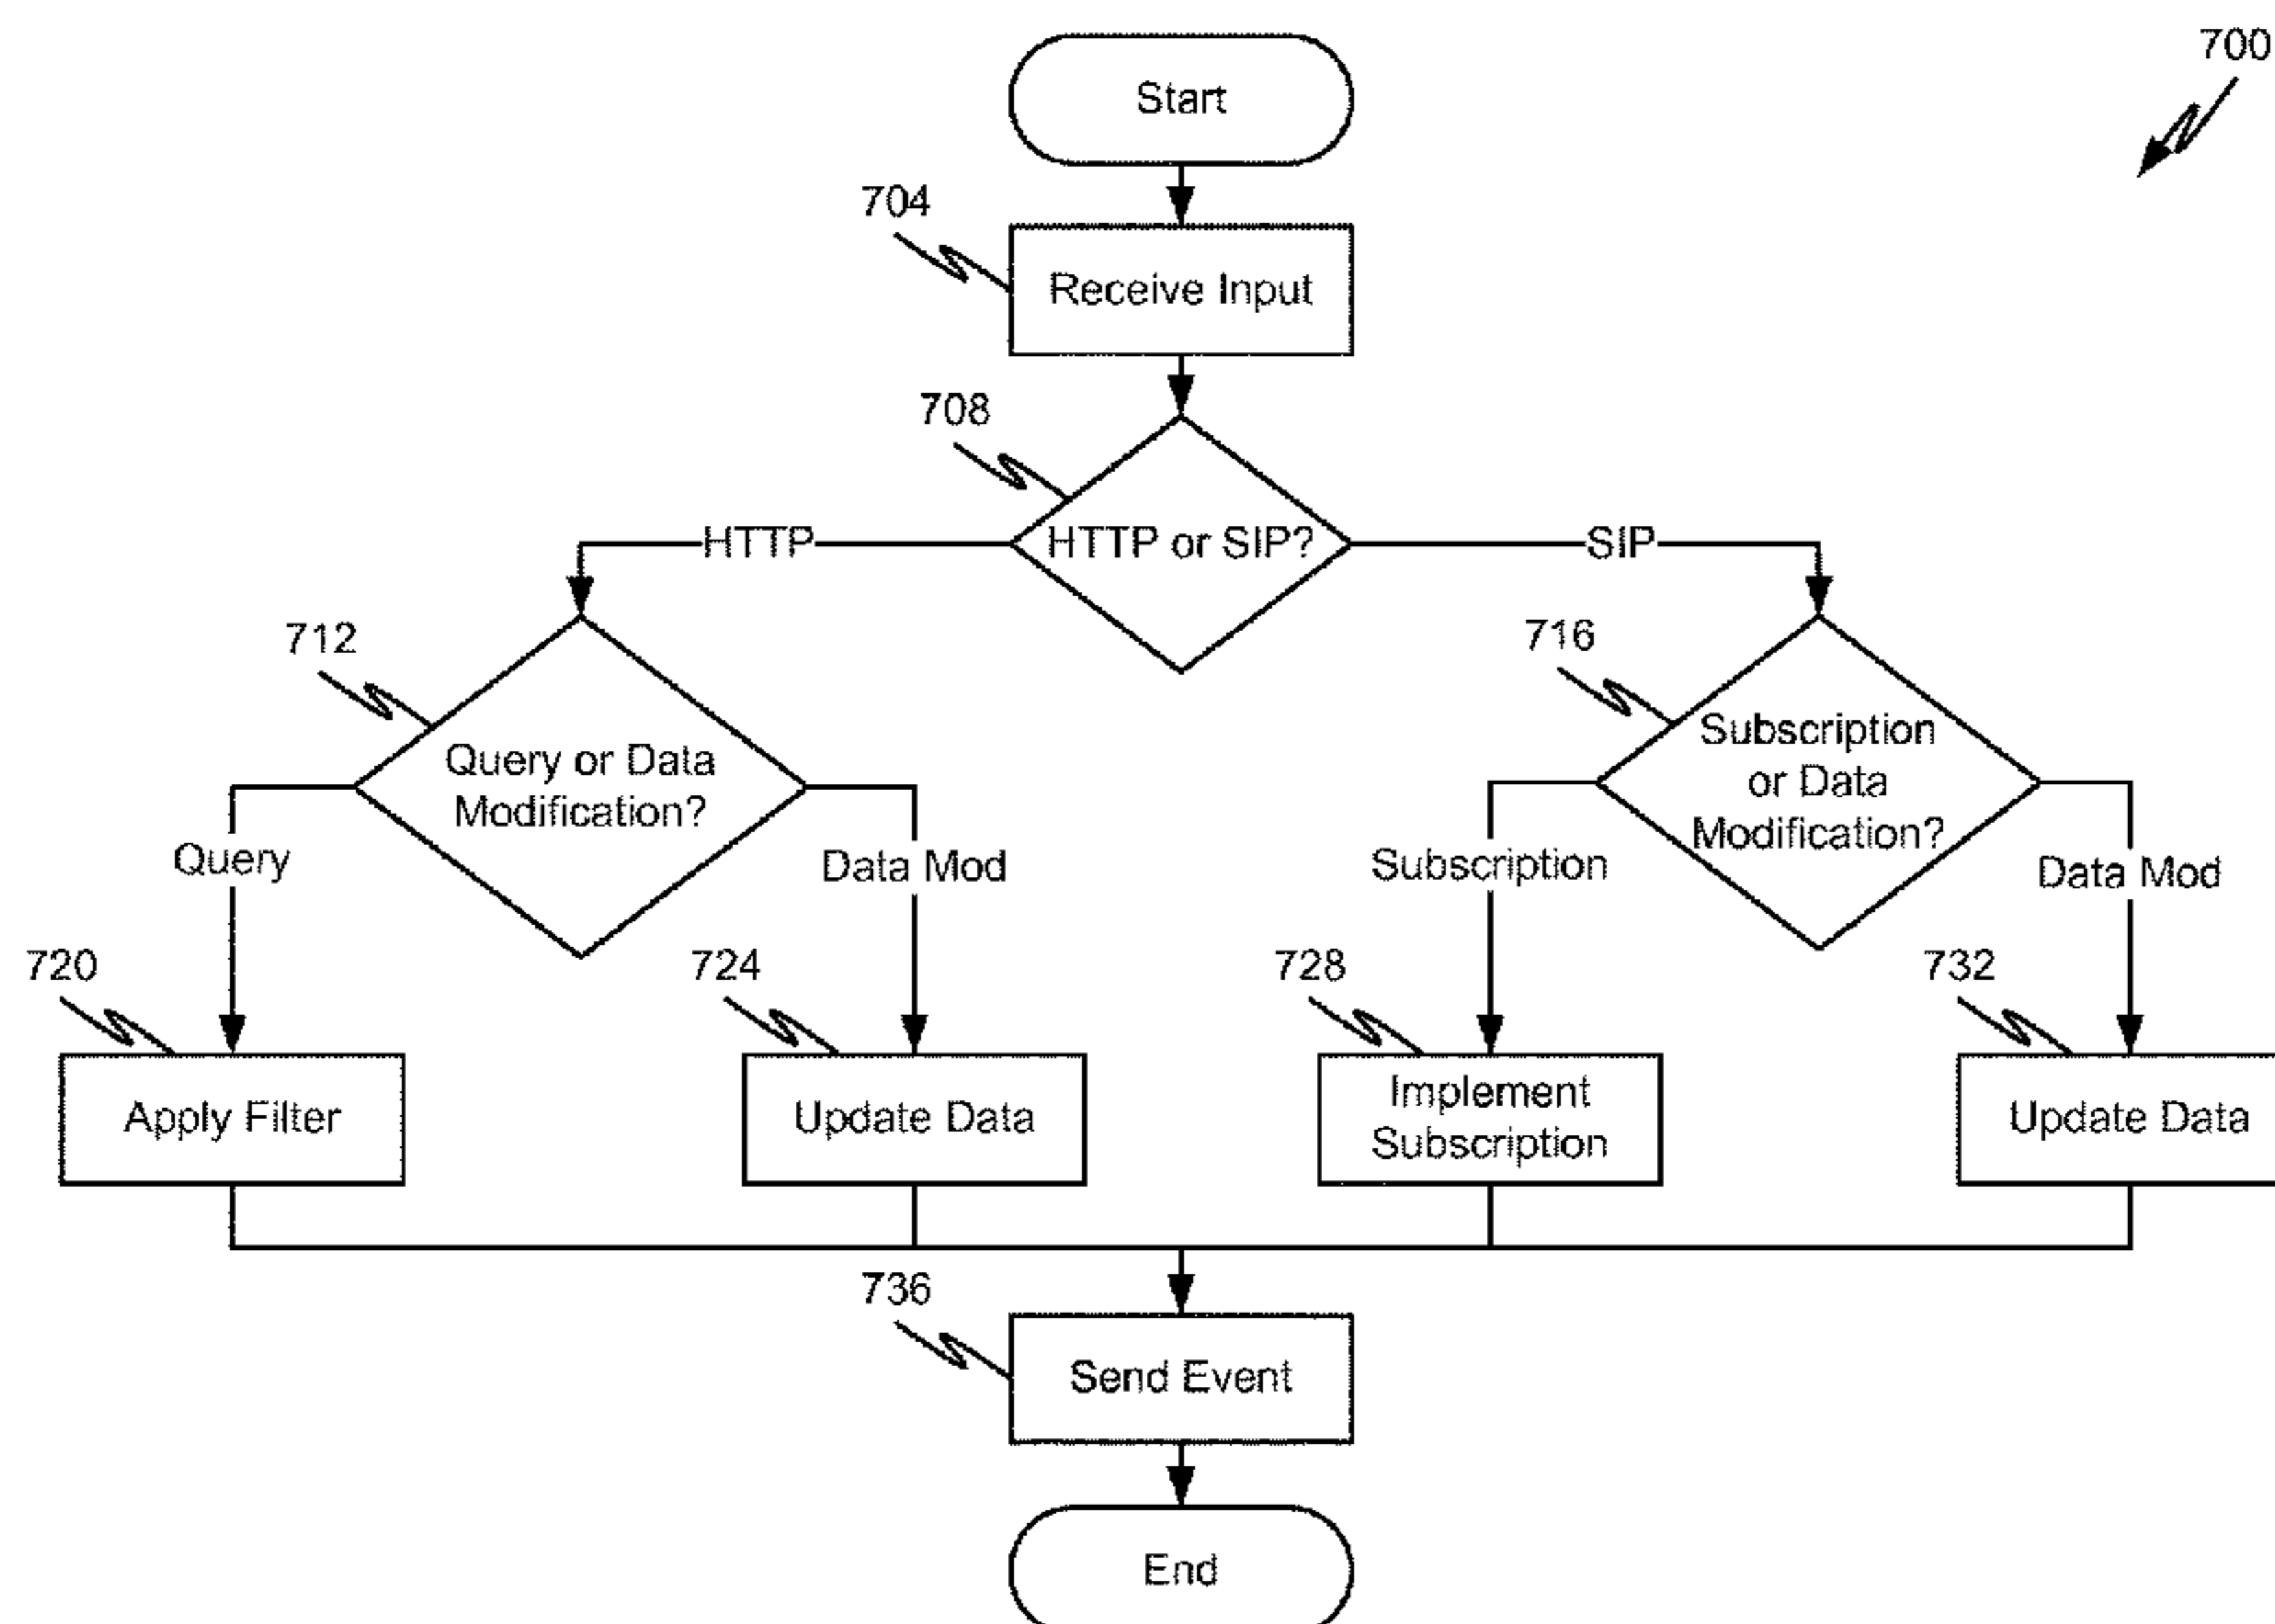 700
Start
704
Receive Input
708
HTTP or SIP?
HTTP
SIP
712
Query or Data
Modification?
716
Subscription
or Data
Modification?
Query
Data Mod
Subscription
Data Mod
720
Apply Filter
724
Update Data
728
Implement
Subscription
732
Update Data
736
Send Event
End